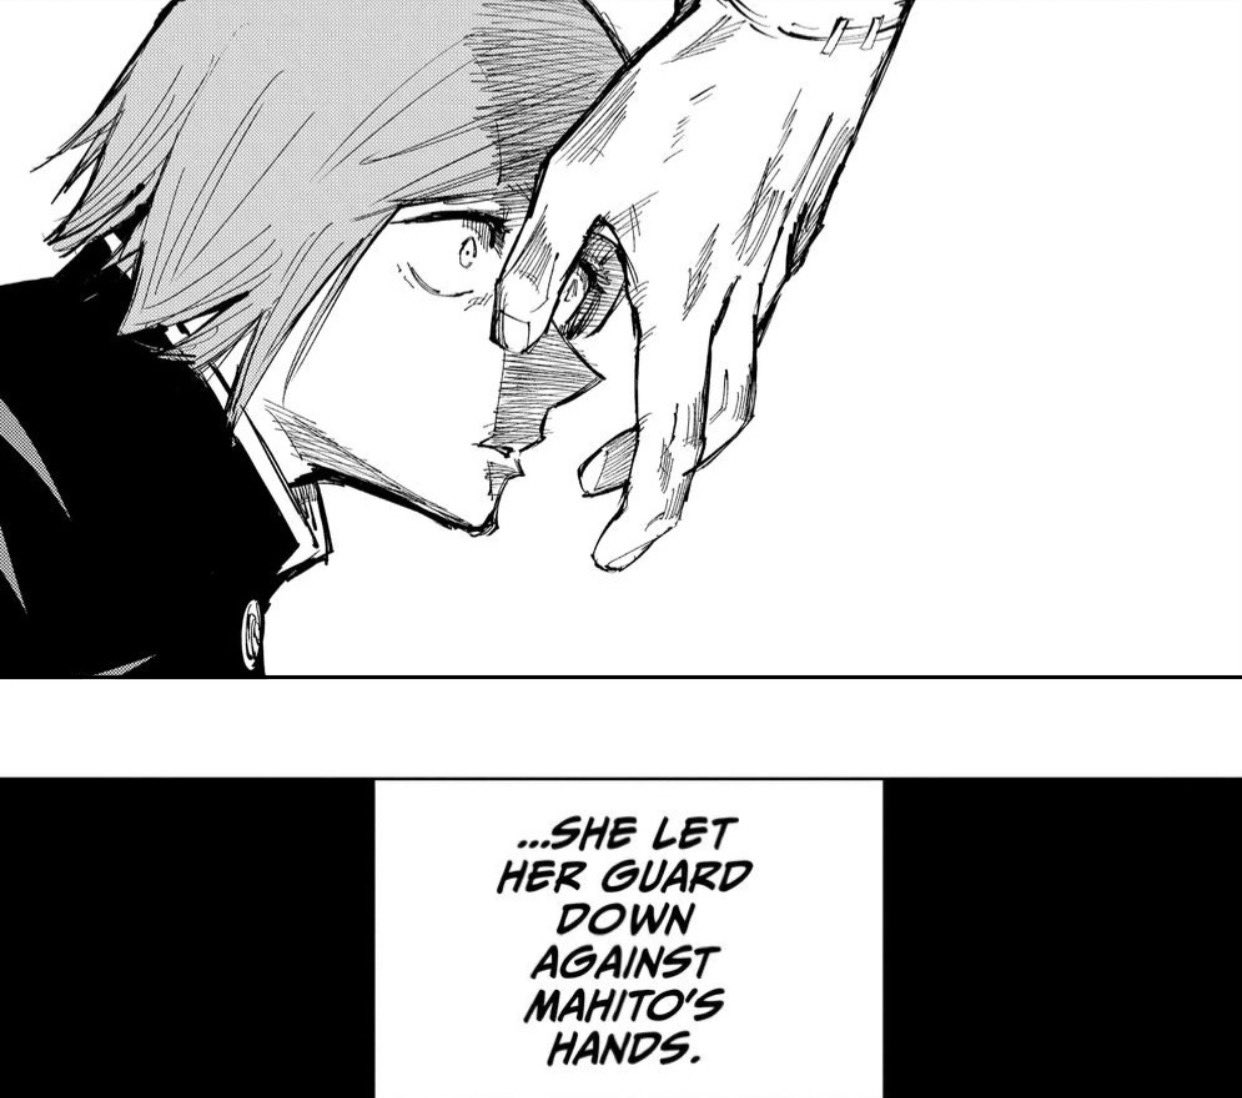 ...SHE LET
HER GUARD
DOWN
AGAINST
MAHITO'S
HANDS.